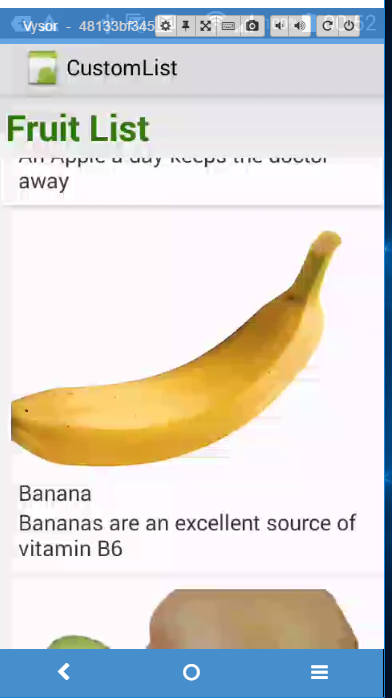 Vysor - 48133bf345
CustomList
Fruit List
An Apple a day keeps the doctor
away
Banana
Bananas are an excellent source of
vitamin B6